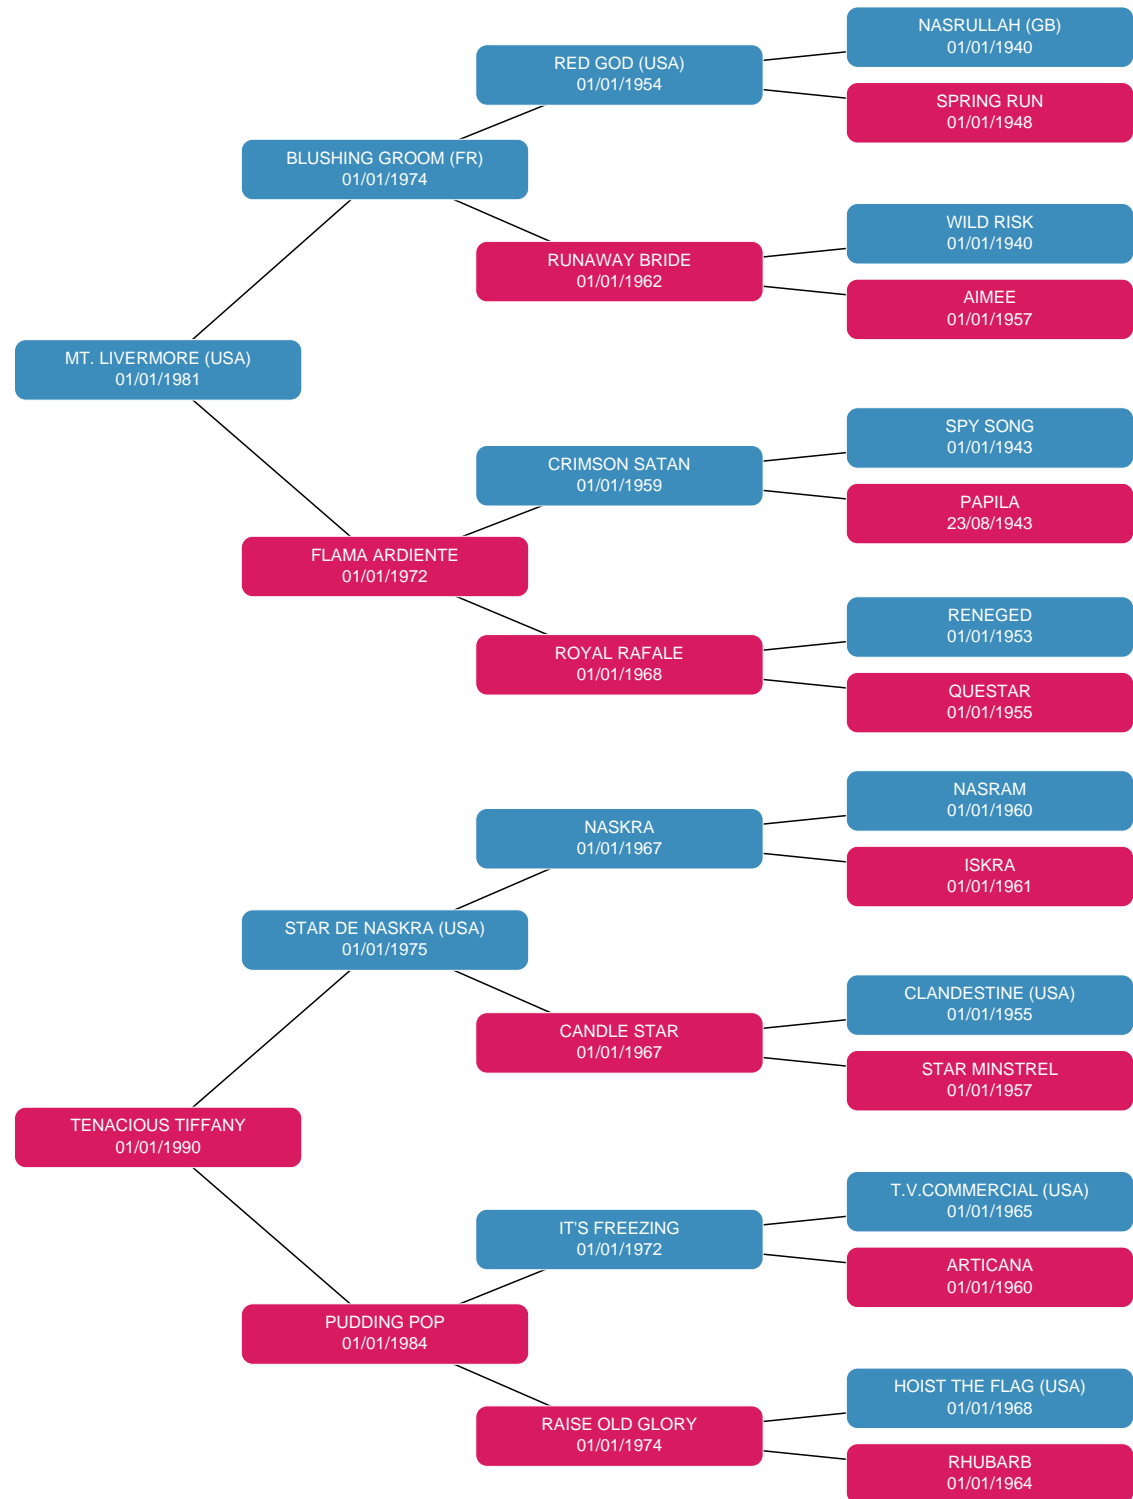 NASRULLAH (GB)
01/01/1940
RED GOD (USA)
01/01/1954
SPRING RUN
01/01/1948
BLUSHING GROOM (FR)
01/01/1974
WILD RISK
01/01/1940
RUNAWAY BRIDE
01/01/1962
AIMEE
01/01/1957
MT. LIVERMORE (USA)
01/01/1981
SPY SONG
01/01/1943
CRIMSON SATAN
01/01/1959
PAPILA
23/08/1943
FLAMA ARDIENTE
01/01/1972
RENEGED
01/01/1953
ROYAL RAFALE
01/01/1968
QUESTAR
01/01/1955
NASRAM
01/01/1960
NASKRA
01/01/1967
ISKRA
01/01/1961
STAR DE NASKRA (USA)
01/01/1975
CLANDESTINE (USA)
01/01/1955
CANDLE STAR
01/01/1967
STAR MINSTREL
01/01/1957
TENACIOUS TIFFANY
01/01/1990
T.V.COMMERCIAL (USA)
01/01/1965
IT'S FREEZING
01/01/1972
ARTICANA
01/01/1960
PUDDING POP
01/01/1984
HOIST THE FLAG (USA)
01/01/1968
RAISE OLD GLORY
01/01/1974
RHUBARB
01/01/1964